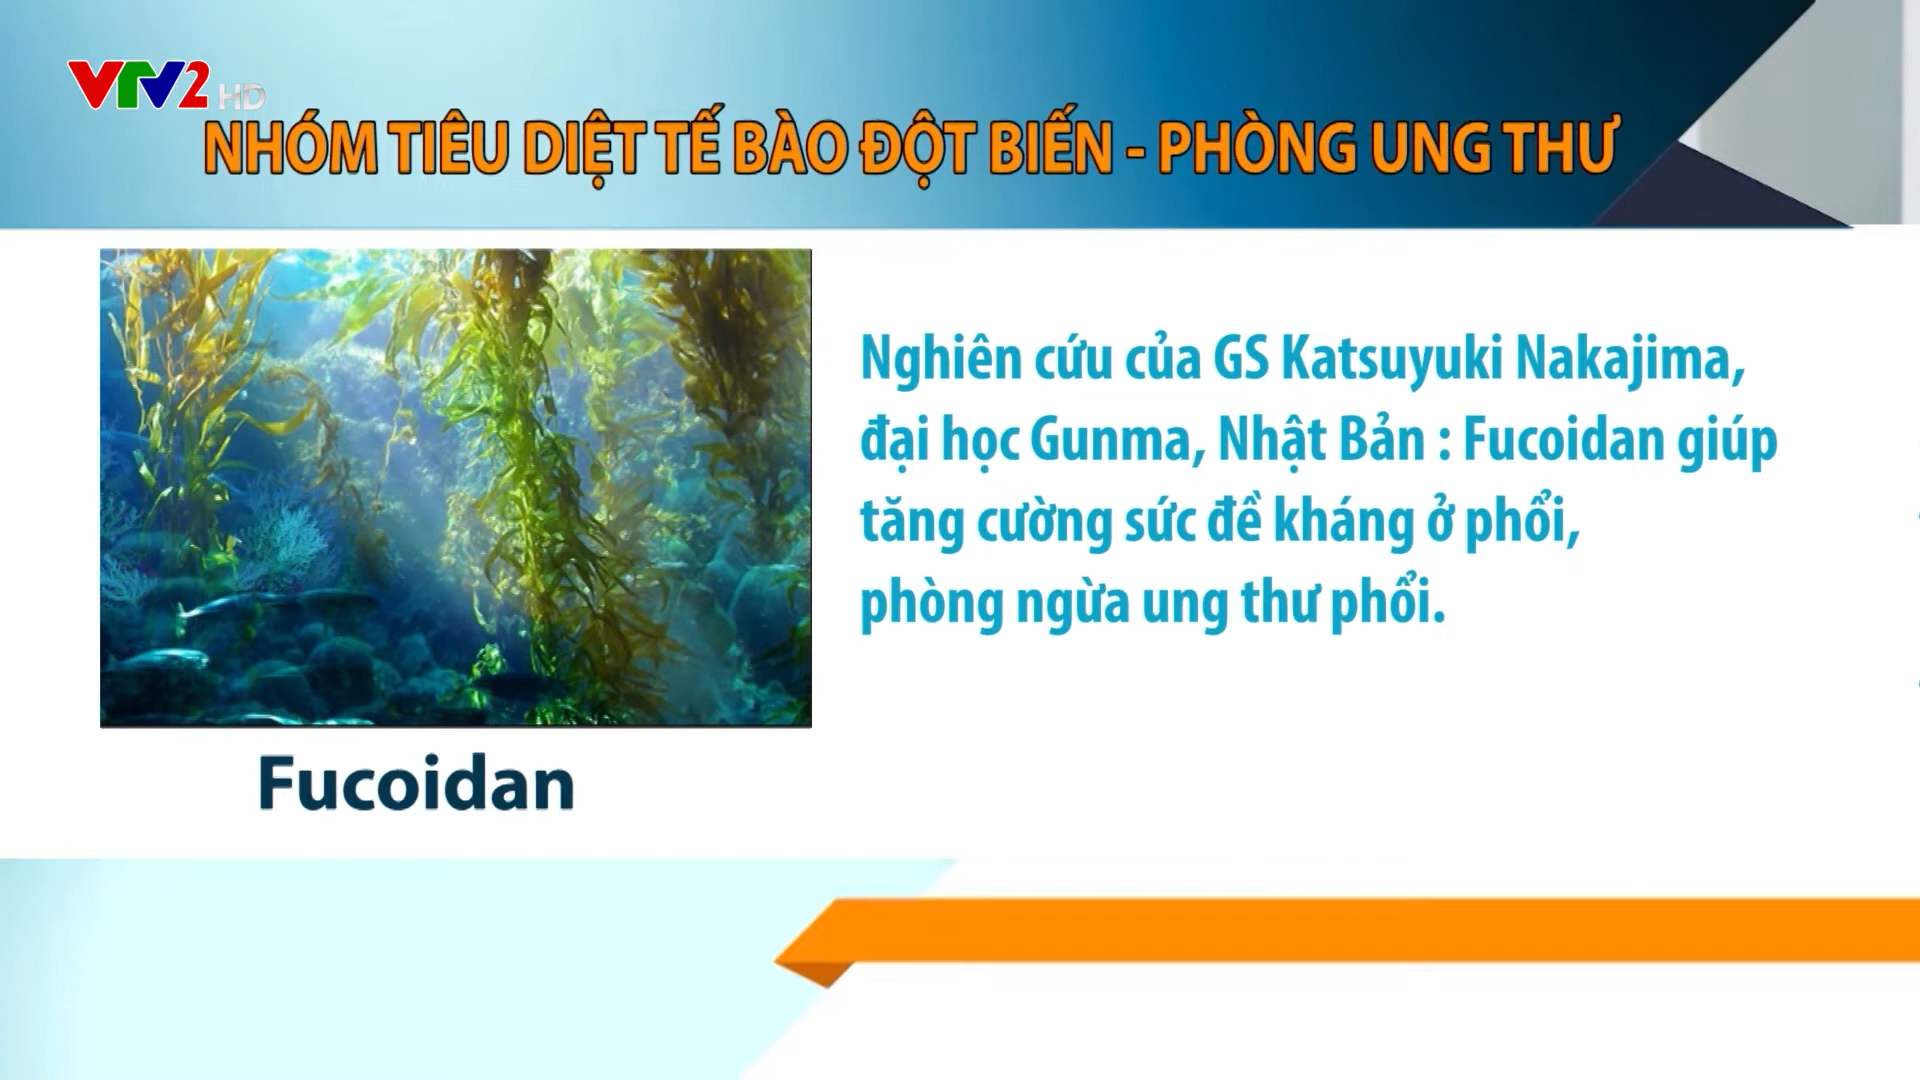 VTV2 HD
NHÓM TIÊU DIỆT TẾ BÀO ĐỘT BIẾN - PHÒNG UNG THƯ
Nghiên cứu của GS Katsuyuki Nakajima,
đại học Gunma, Nhật Bản : Fucoidan giúp
tăng cường sức đề kháng ở phổi,
phòng ngừa ung thư phổi.
Fucoidan